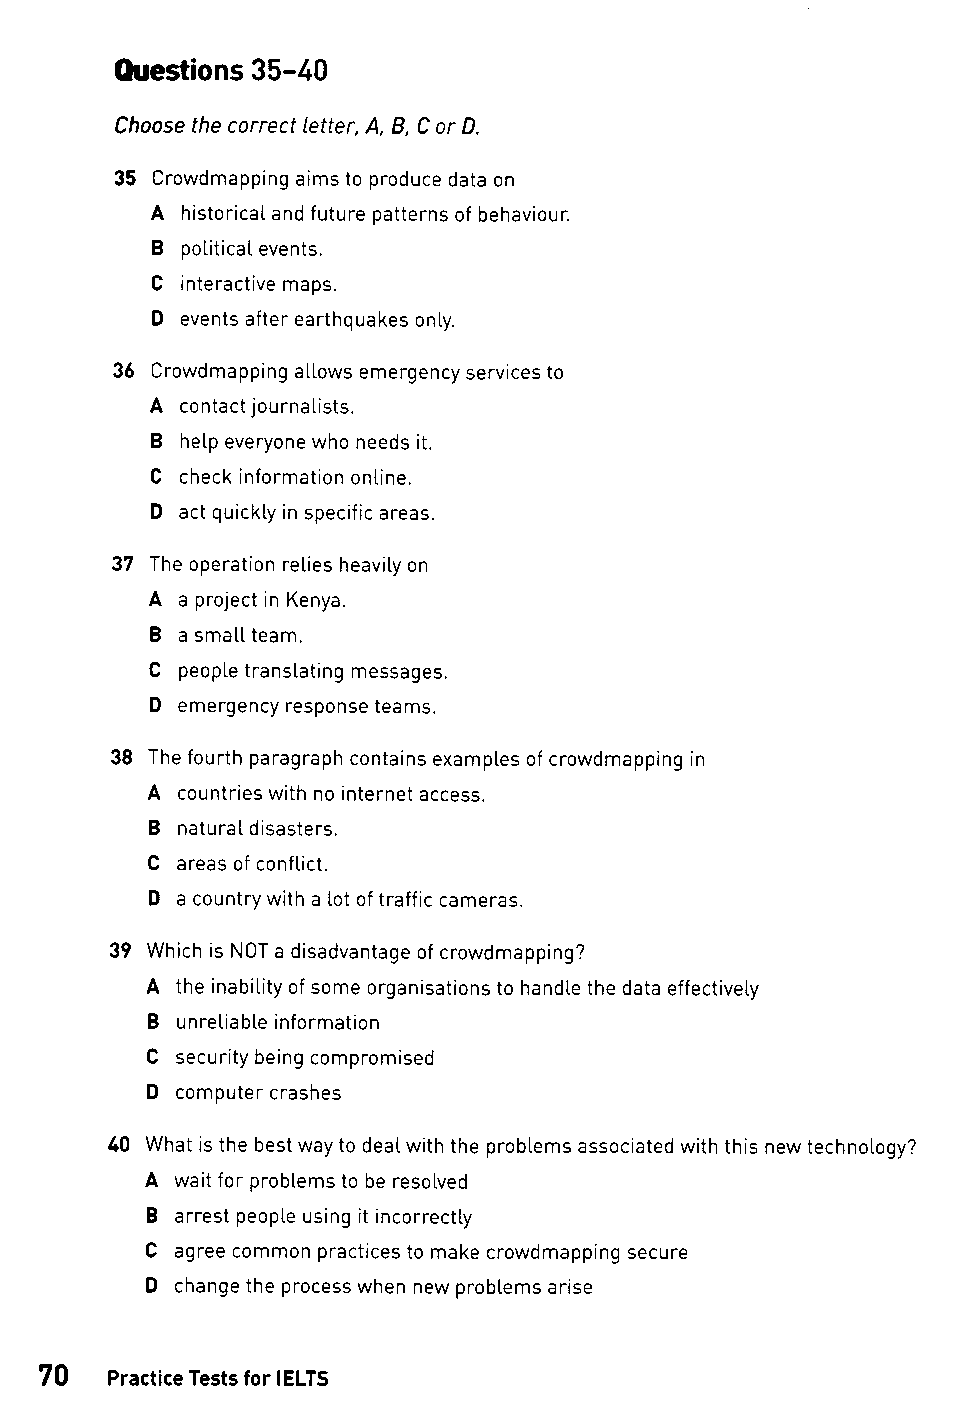 Questions 35-40
Choose the correct letter, A, B, C or D.
35 Crowdmapping aims to produce data on
A historical and future patterns of behaviour.
B political events.
C interactive maps.
D events after earthquakes only.
36 Crowdmapping allows emergency services to
A contact journalists.
B help everyone who needs it.
C check information online.
D act quickly in specific areas.
37 The operation relies heavily on
A a project in Kenya.
B a small team.
C people translating messages.
D emergency response teams.
38 The fourth paragraph contains examples of crowdmapping in
A countries with no internet access.
B natural disasters.
C areas of conflict.
D a country with a lot of traffic cameras.
39 Which is NOT a disadvantage of crowdmapping?
A the inability of some organisations to handle the data effectively
B unreliable information
C security being compromised
D computer crashes
40 What is the best way to deal with the problems associated with this new technology?
A wait for problems to be resolved
B arrest people using it incorrectly
C agree common practices to make crowdmapping secure
D change the process when new problems arise
70 Practice Tests for IELTS